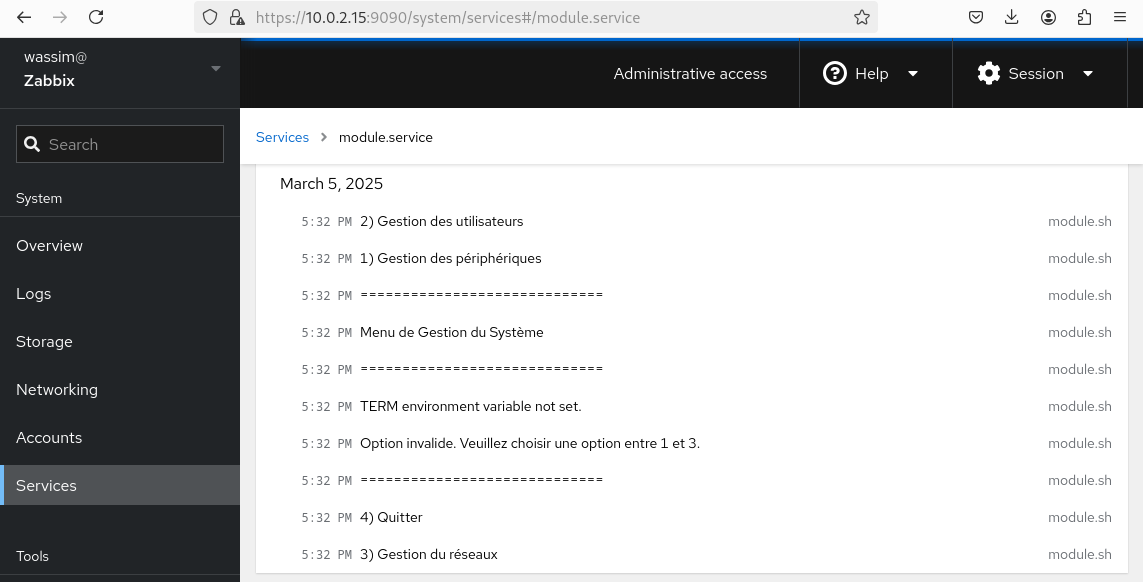 https://10.0.2.15:9090/system/services#/module.service
wassim@
Zabbix
Administrative access
Help
Session
Search
Services > module.service
System
Overview
Logs
Storage
Networking
Accounts
Services
Tools
March 5, 2025
5:32 PM 2) Gestion des utilisateurs module.sh
5:32 PM 1) Gestion des périphériques module.sh
5:32 PM ============================= module.sh
5:32 PM Menu de Gestion du Système module.sh
5:32 PM ============================= module.sh
5:32 PM TERM environment variable not set. module.sh
5:32 PM Option invalide. Veuillez choisir une option entre 1 et 3. module.sh
5:32 PM ============================= module.sh
5:32 PM 4) Quitter module.sh
5:32 PM 3) Gestion du réseaux module.sh